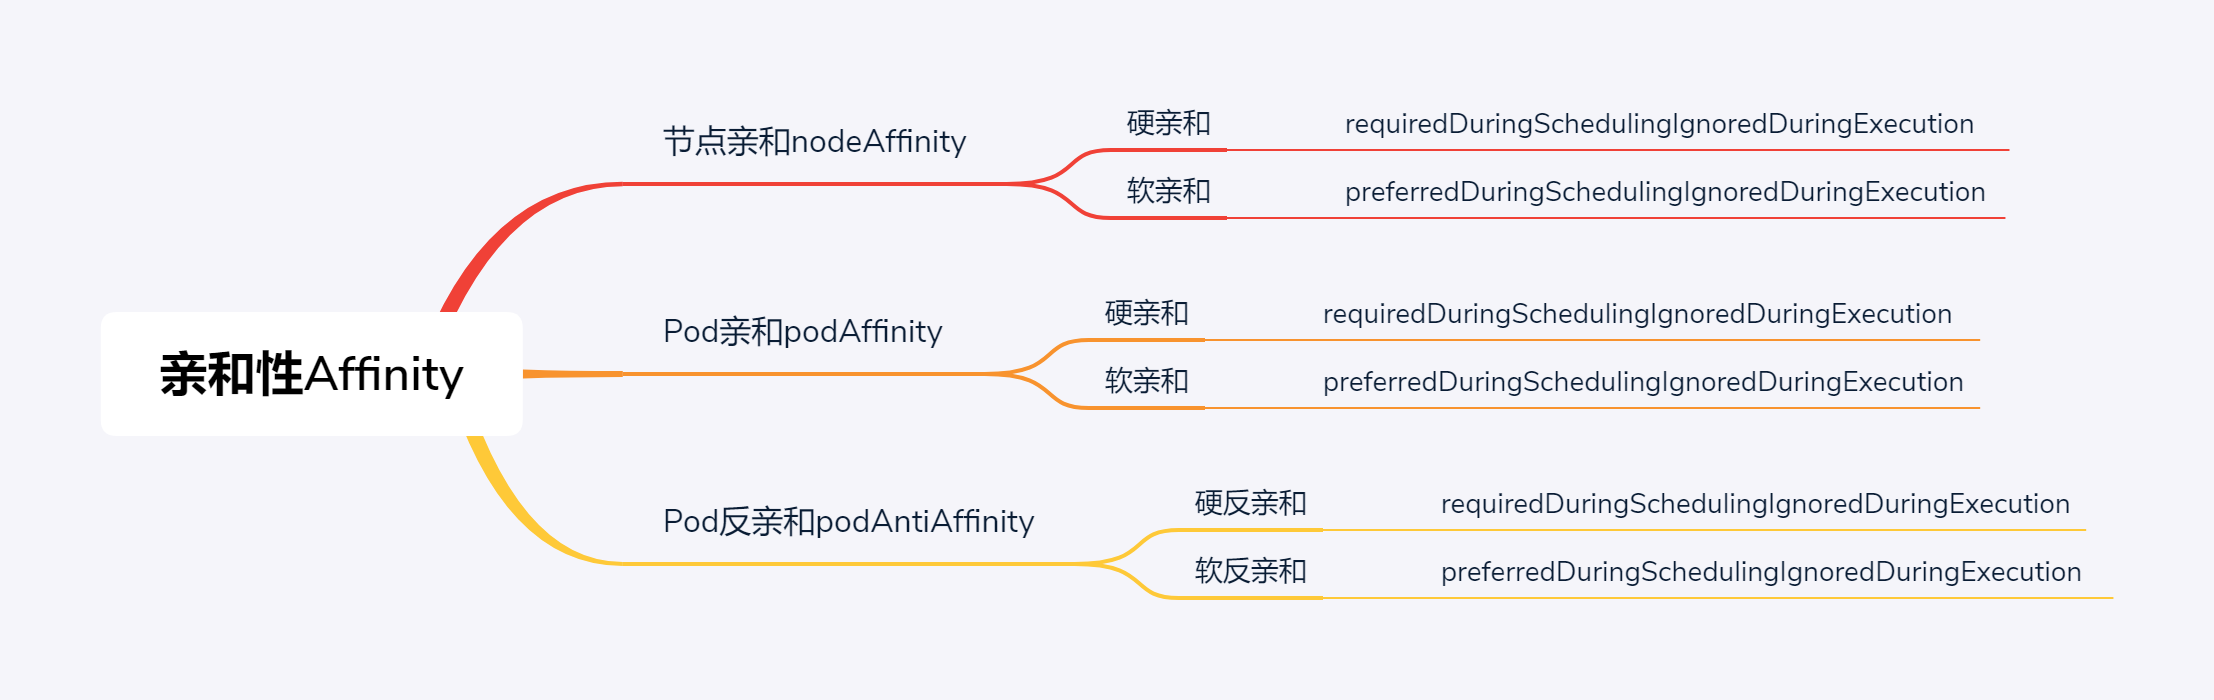 亲和性Affinity
节点亲和nodeAffinity
硬亲和
requiredDuringSchedulingIgnoredDuringExecution
软亲和
preferredDuringSchedulingIgnoredDuringExecution
Pod亲和podAffinity
硬亲和
requiredDuringSchedulingIgnoredDuringExecution
软亲和
preferredDuringSchedulingIgnoredDuringExecution
Pod反亲和podAntiAffinity
硬反亲和
requiredDuringSchedulingIgnoredDuringExecution
软反亲和
preferredDuringSchedulingIgnoredDuringExecution